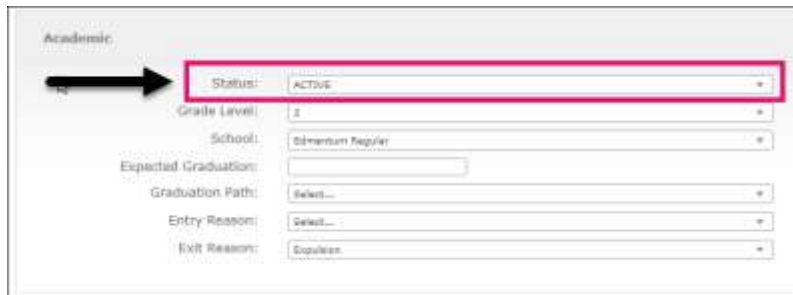 Academic
Status: ACTIVE
Grade Level:
School: Edmentum Regular
Expected Graduation:
Graduation Path: Select...
Entry Reason: Select...
Exit Reason: Expulsion